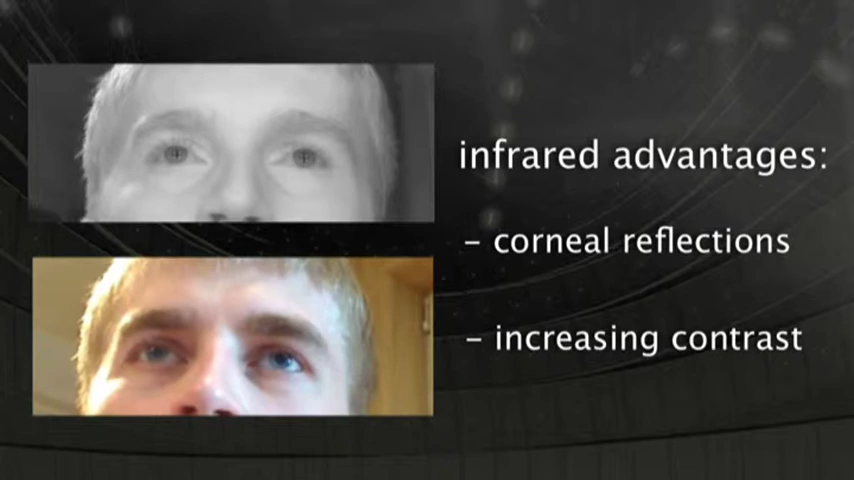 infrared advantages:
– corneal reflections
– increasing contrast